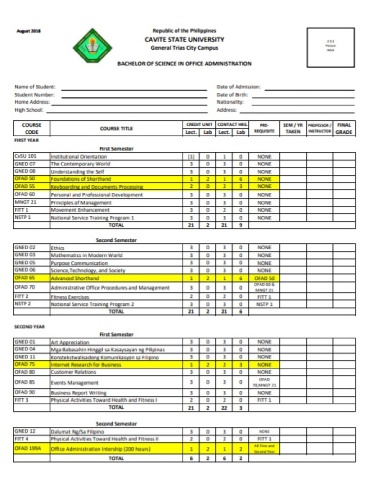 August 2018
Republic of the Philippines
CAVITE STATE UNIVERSITY
General Trias City Campus
BACHELOR OF SCIENCE IN OFFICE ADMINISTRATION
Name of Student:
Date of Admission:
Student Number:
Date of Birth:
Home Address:
Nationality:
High School:
Address:
COURSE CODE COURSE TITLE CREDIT UNIT CONTACT HRS. PRE-REQUISITE SEM / YR TAKEN PROFESSOR / INSTRUCTOR FINAL GRADE
Lect. Lab Lect. Lab
FIRST YEAR
First Semester
CvSU 101 Institutional Orientation (1) 0 1 0 NONE
GNED 07 The Contemporary World 3 0 3 0 NONE
GNED 08 Understanding the Self 3 0 3 0 NONE
OFAD 50 Foundations of Shorthand 1 2 1 6 NONE
OFAD 55 Keyboarding and Documents Processing 2 0 2 3 NONE
OFAD 60 Personal and Professional Development 3 0 3 0 NONE
MNGT 21 Principles of Management 3 0 3 0 NONE
FITT 1 Movement Enhancement 2 0 2 0 NONE
NSTP 1 National Service Training Program 1 3 0 3 0 NONE
TOTAL 21 2 21 9
Second Semester
GNED 02 Ethics 3 0 3 0 NONE
GNED 03 Mathematics in Modern World 3 0 3 0 NONE
GNED 05 Purpose Communication 3 0 3 0 NONE
GNED 06 Science,Technology, and Society 3 0 3 0 NONE
OFAD 65 Advanced Shorthand 1 2 1 6 OFAD 50
OFAD 70 Administrative Office Procedures and Management 3 0 3 0 OFAD 60 & MNGT 21
FITT 2 Fitness Exercises 2 0 2 0 FITT 1
NSTP 2 National Service Training Program 2 3 0 3 0 NSTP 1
TOTAL 21 2 21 6
SECOND YEAR
First Semester
GNED 01 Art Appreciation 3 0 3 0 NONE
GNED 04 Mga Babasahin Hinggil sa Kasaysayan ng Pilipinas 3 0 3 0 NONE
GNED 11 Kontekstwalisadong Komunikasyon sa Filipino 3 0 3 0 NONE
OFAD 75 Internet Research for Business 1 2 2 3 NONE
OFAD 80 Customer Relations 3 0 3 0 NONE
OFAD 85 Events Management 3 0 3 0 OFAD 70,MNGT 21
OFAD 90 Business Report Writing 3 0 3 0 NONE
FITT 3 Physical Activities Toward Health and Fitness I 2 0 2 0 FITT 1
TOTAL 21 2 22 3
Second Semester
GNED 12 Dalumat Ng/Sa Filipino 3 0 3 0 NONE
FITT 4 Physical Activities Toward Health and Fitness II 2 0 2 0 FITT 1
OFAD 199A Office Administration Intership (200 hours) 1 2 1 2 All First and Second Year
TOTAL 6 2 6 2